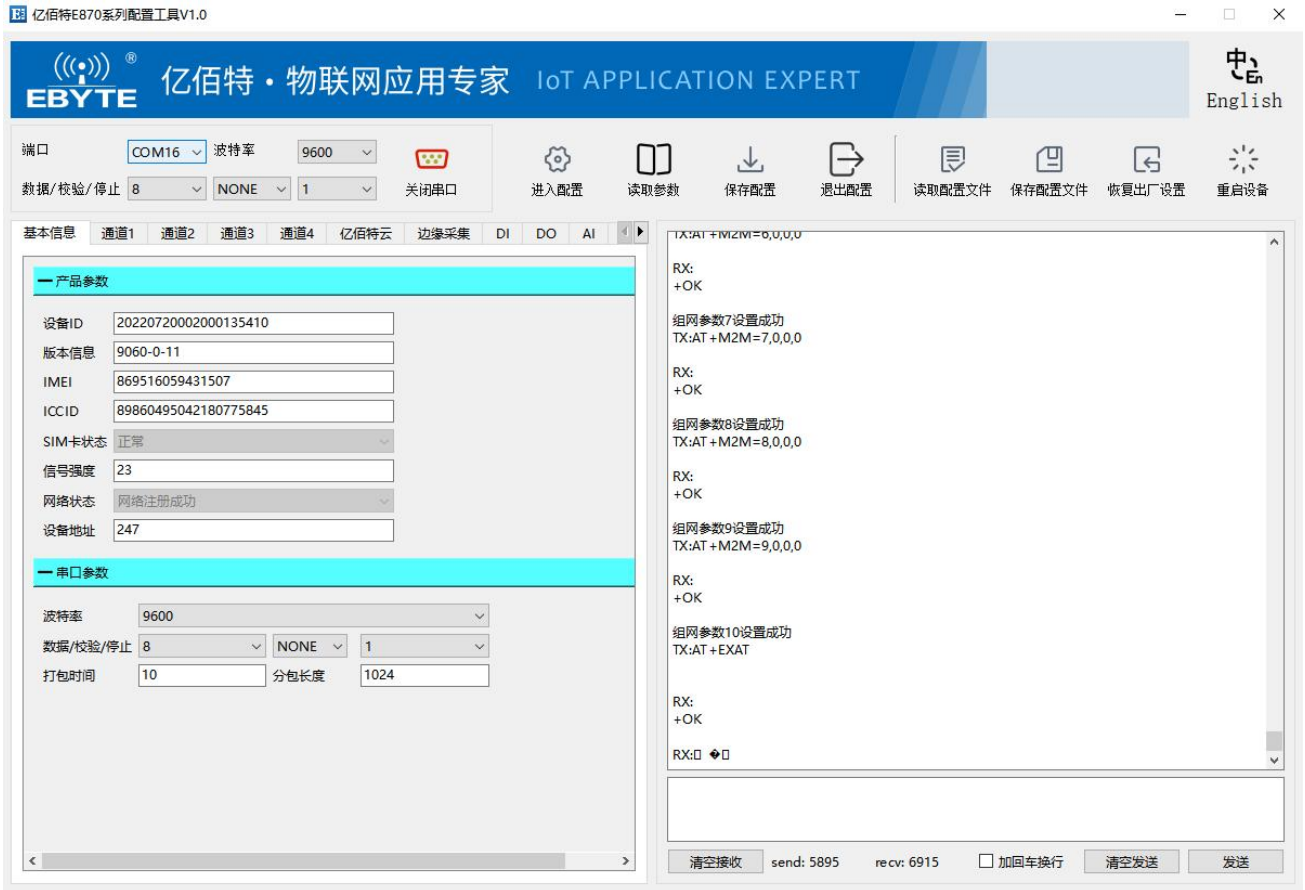 亿佰特E870系列配置工具V1.0
EBYTE ®
亿佰特·物联网应用专家 IoT APPLICATION EXPERT
中 En
English
端口 COM16 波特率 9600
数据/校验/停止 8 NONE 1
关闭串口
进入配置 读取参数 保存配置 退出配置 读取配置文件 保存配置文件 恢复出厂设置 重启设备
基本信息 通道1 通道2 通道3 通道4 亿佰特云 边缘采集 DI DO AI
产品参数
设备ID 20220720002000135410
版本信息 9060-0-11
IMEI 869516059431507
ICCID 89860495042180775845
SIM卡状态 正常
信号强度 23
网络状态 网络注册成功
设备地址 247
串口参数
波特率 9600
数据/校验/停止 8 NONE 1
打包时间 10 分包长度 1024
TX:AT+M2M=6,0,0,0
RX:
+OK
组网参数7设置成功
TX:AT+M2M=7,0,0,0
RX:
+OK
组网参数8设置成功
TX:AT+M2M=8,0,0,0
RX:
+OK
组网参数9设置成功
TX:AT+M2M=9,0,0,0
RX:
+OK
组网参数10设置成功
TX:AT+EXAT
RX:
+OK
RX:
清空接收 send: 5895 recv: 6915 加回车换行 清空发送 发送